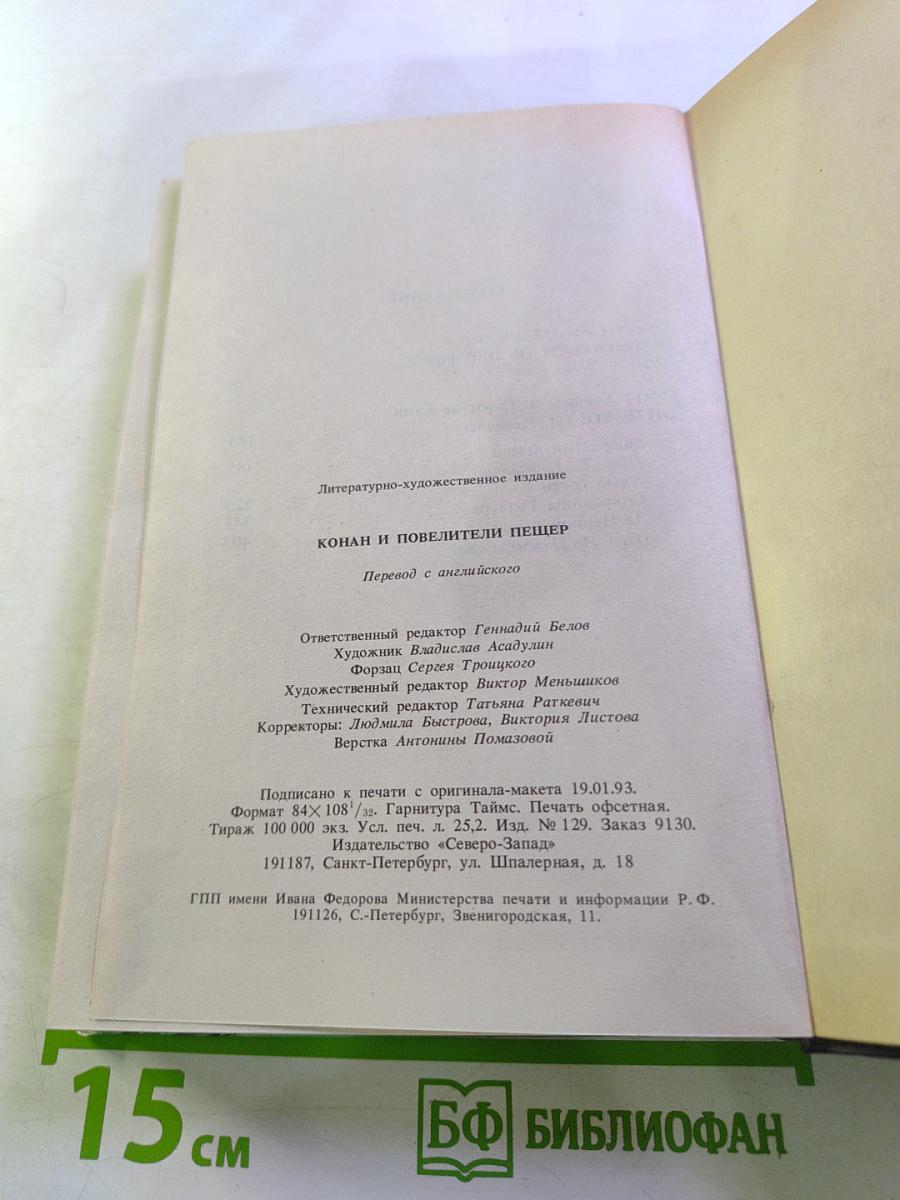 Литературно-художественное издание
КОНАН И ПОВЕЛИТЕЛИ ПЕЩЕР
Перевод с английского
Ответственный редактор Геннадий Белов
Художник Владислав Асадулин
Форзац Сергея Троицкого
Художественный редактор Виктор Меньшиков
Технический редактор Татьяна Раткевич
Корректоры: Людмила Быстрова, Виктория Листова
Верстка Антонины Помазовой
Подписано к печати с оригинала-макета 19.01.93.
Формат 84×108¹/₃₂. Гарнитура Таймс. Печать офсетная.
Тираж 100 000 экз. Усл. печ. л. 25,2. Изд. № 129. Заказ 9130.
Издательство «Северо-Запад»
191187, Санкт-Петербург, ул. Шпалерная, д. 18
ГПП имени Ивана Федорова Министерства печати и информации Р. Ф.
191126, С.-Петербург, Звенигородская, 11.
15 см
БФ БИБЛИОФАН